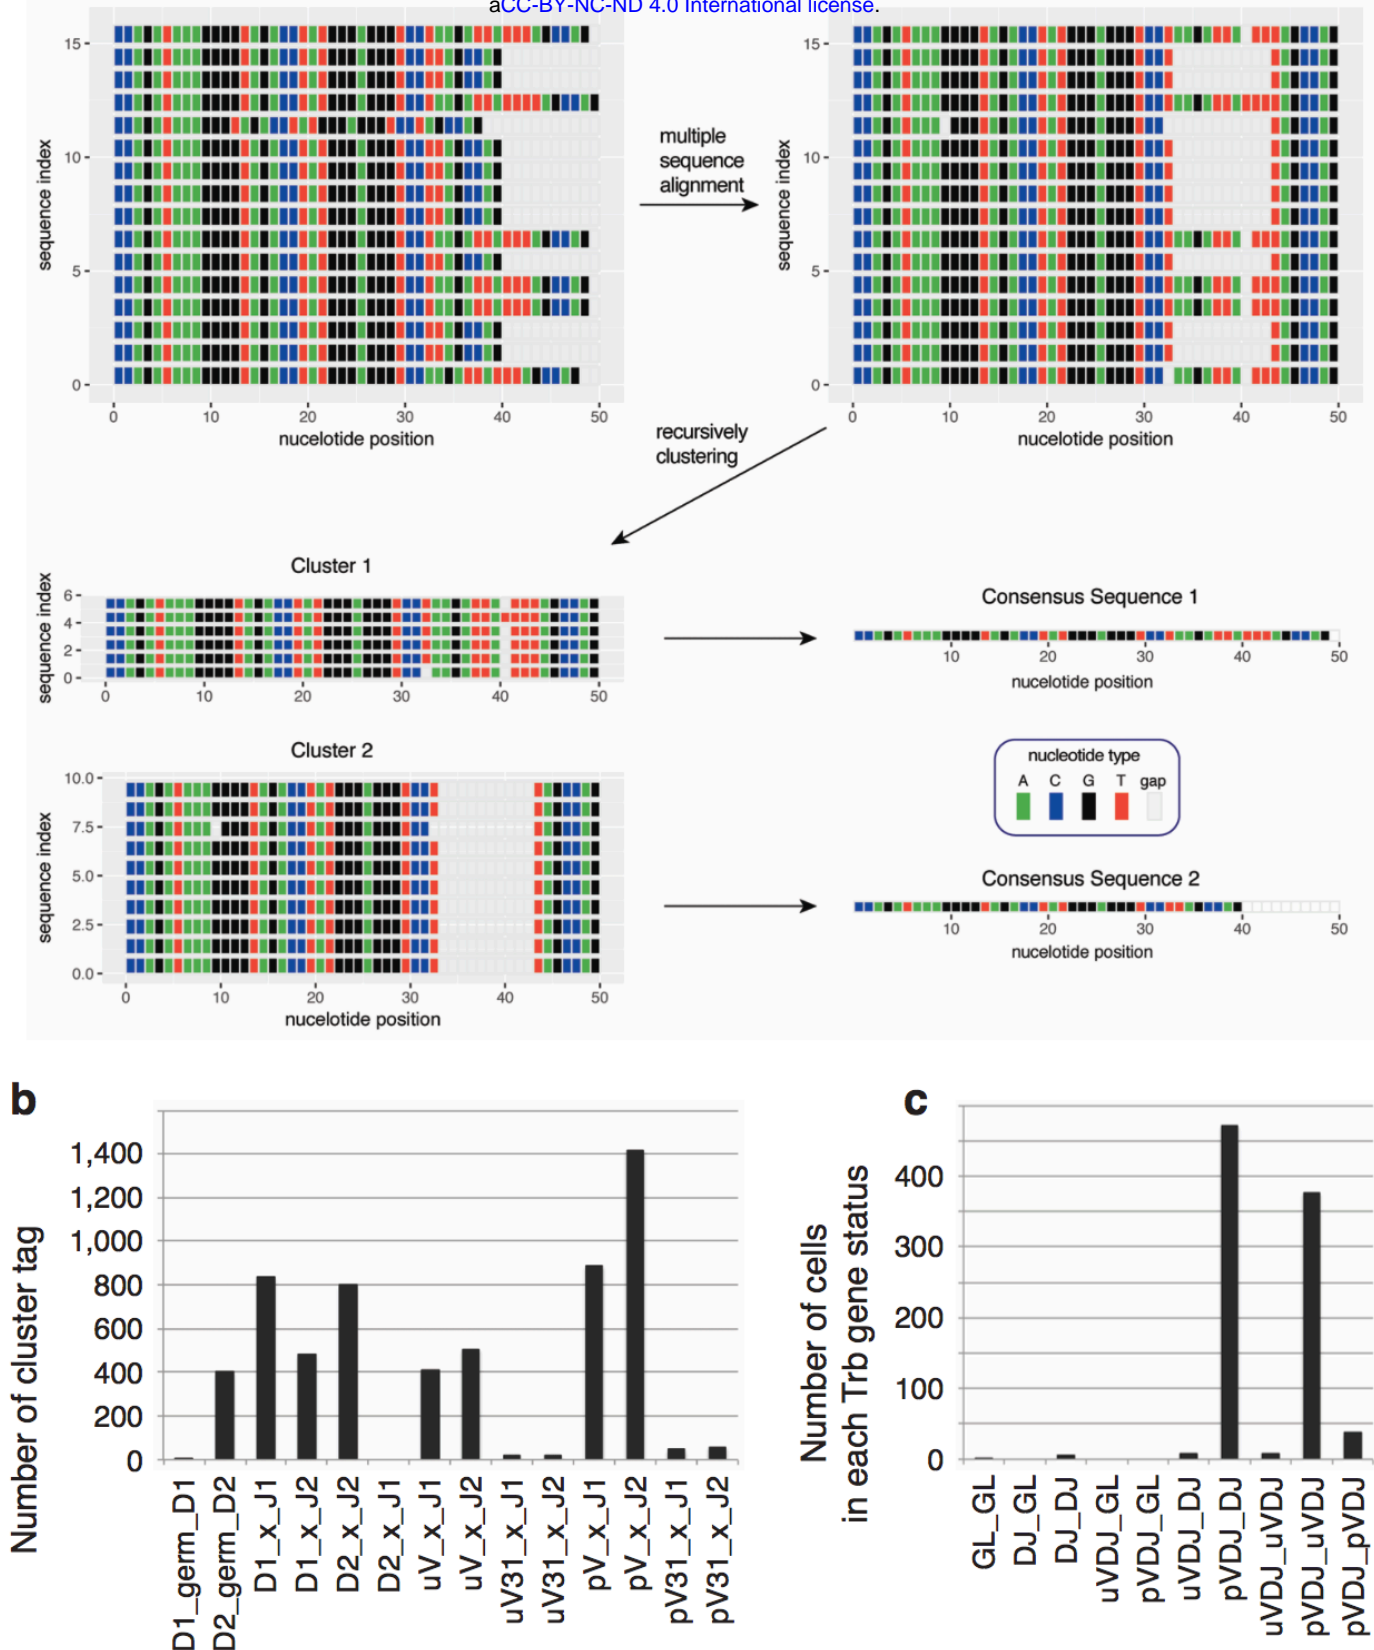 aCC-BY-NC-ND 4.0 International license.
15
10
5
0
sequence index
0 10 20 30 40 50
nucelotide position
multiple
sequence
alignment
15
10
5
0
sequence index
0 10 20 30 40 50
nucelotide position
recursively
clustering
Cluster 1
6
4
2
0
sequence index
0 10 20 30 40 50
Consensus Sequence 1
10 20 30 40 50
nucelotide position
Cluster 2
10.0
7.5
5.0
2.5
0.0
sequence index
0 10 20 30 40 50
nucelotide position
nucleotide type
A C G T gap
Consensus Sequence 2
10 20 30 40 50
nucelotide position
b
Number of cluster tag
1,400
1,200
1,000
800
600
400
200
0
D1_germ_D1
D2_germ_D2
D1_x_J1
D1_x_J2
D2_x_J2
D2_x_J1
uV_x_J1
uV_x_J2
uV31_x_J1
uV31_x_J2
pV_x_J1
pV_x_J2
pV31_x_J1
pV31_x_J2
c
Number of cells
in each Trb gene status
400
300
200
100
0
GL_GL
DJ_GL
DJ_DJ
uVDJ_GL
pVDJ_GL
uVDJ_DJ
pVDJ_DJ
uVDJ_uVDJ
pVDJ_uVDJ
pVDJ_pVDJ